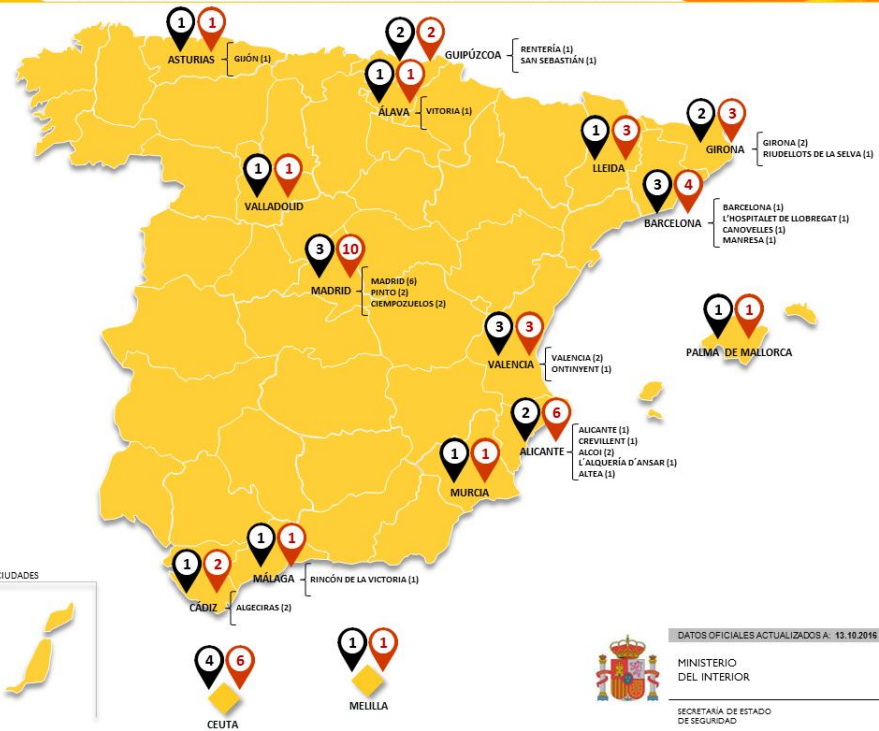 1 1
ASTURIAS
GIJÓN (1)
2 2
GUIPÚZCOA
RENTERÍA (1)
SAN SEBASTIÁN (1)
1 1
ÁLAVA
VITORIA (1)
2 3
GIRONA
GIRONA (2)
RIUDELLOTS DE LA SELVA (1)
1 3
LLEIDA
1 1
VALLADOLID
3 4
BARCELONA
BARCELONA (1)
L'HOSPITALET DE LLOBREGAT (1)
CANOVELLES (1)
MANRESA (1)
3 10
MADRID
MADRID (6)
PINTO (2)
CIEMPOZUELOS (2)
1 1
PALMA DE MALLORCA
3 3
VALENCIA
VALENCIA (2)
ONTINYENT (1)
2 6
ALICANTE
ALICANTE (1)
CREVILLENT (1)
ALCOI (2)
L´ALQUERÍA D´ANSAR (1)
ALTEA (1)
1 1
MURCIA
1 1
MÁLAGA
RINCÓN DE LA VICTORIA (1)
1 2
CÁDIZ
ALGECIRAS (2)
CIUDADES
4 6
CEUTA
1 1
MELILLA
DATOS OFICIALES ACTUALIZADOS A: 13.10.2016
MINISTERIO
DEL INTERIOR
SECRETARÍA DE ESTADO
DE SEGURIDAD